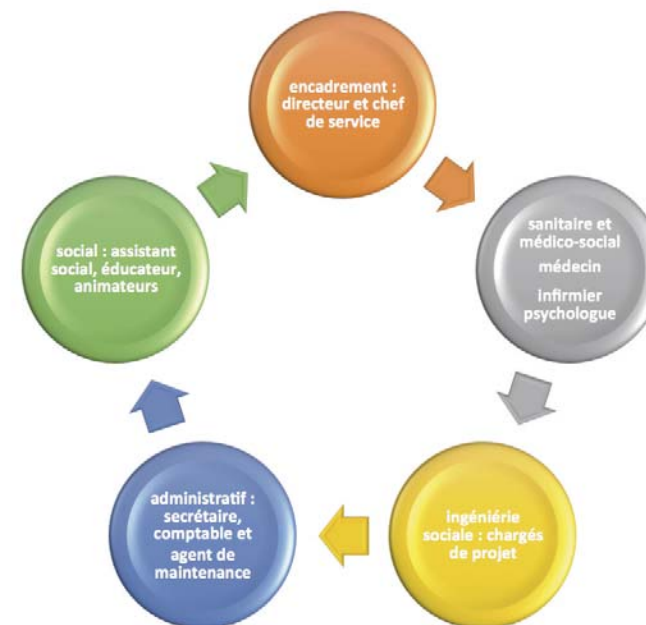 encadrement :
directeur et chef
de service
sanitaire et
médico-social
médecin
infirmier
psychologue
ingéniérie
sociale : chargés
de projet
administratif :
secrétaire,
comptable et
agent de
maintenance
social : assistant
social, éducateur,
animateurs